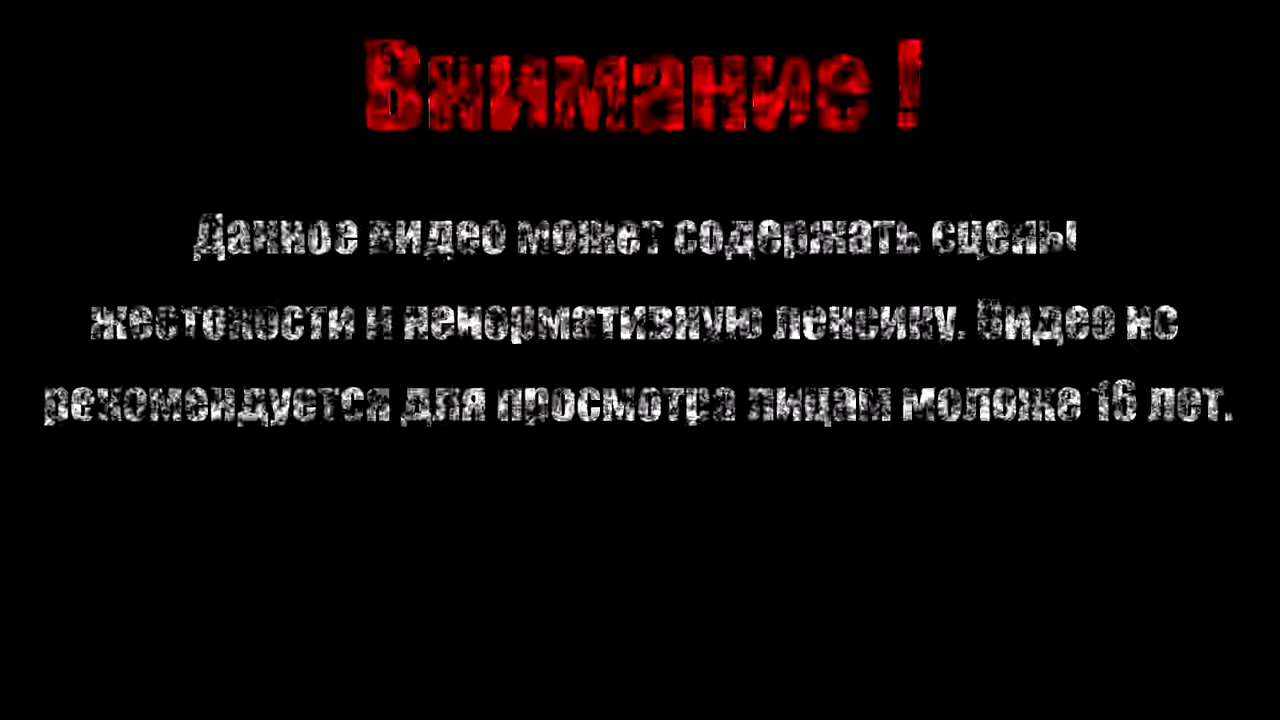 Внимание !
Данное видео может содержать сцены
жестокости и ненормативную лексику. Видео не
рекомендуется для просмотра лицам моложе 16 лет.